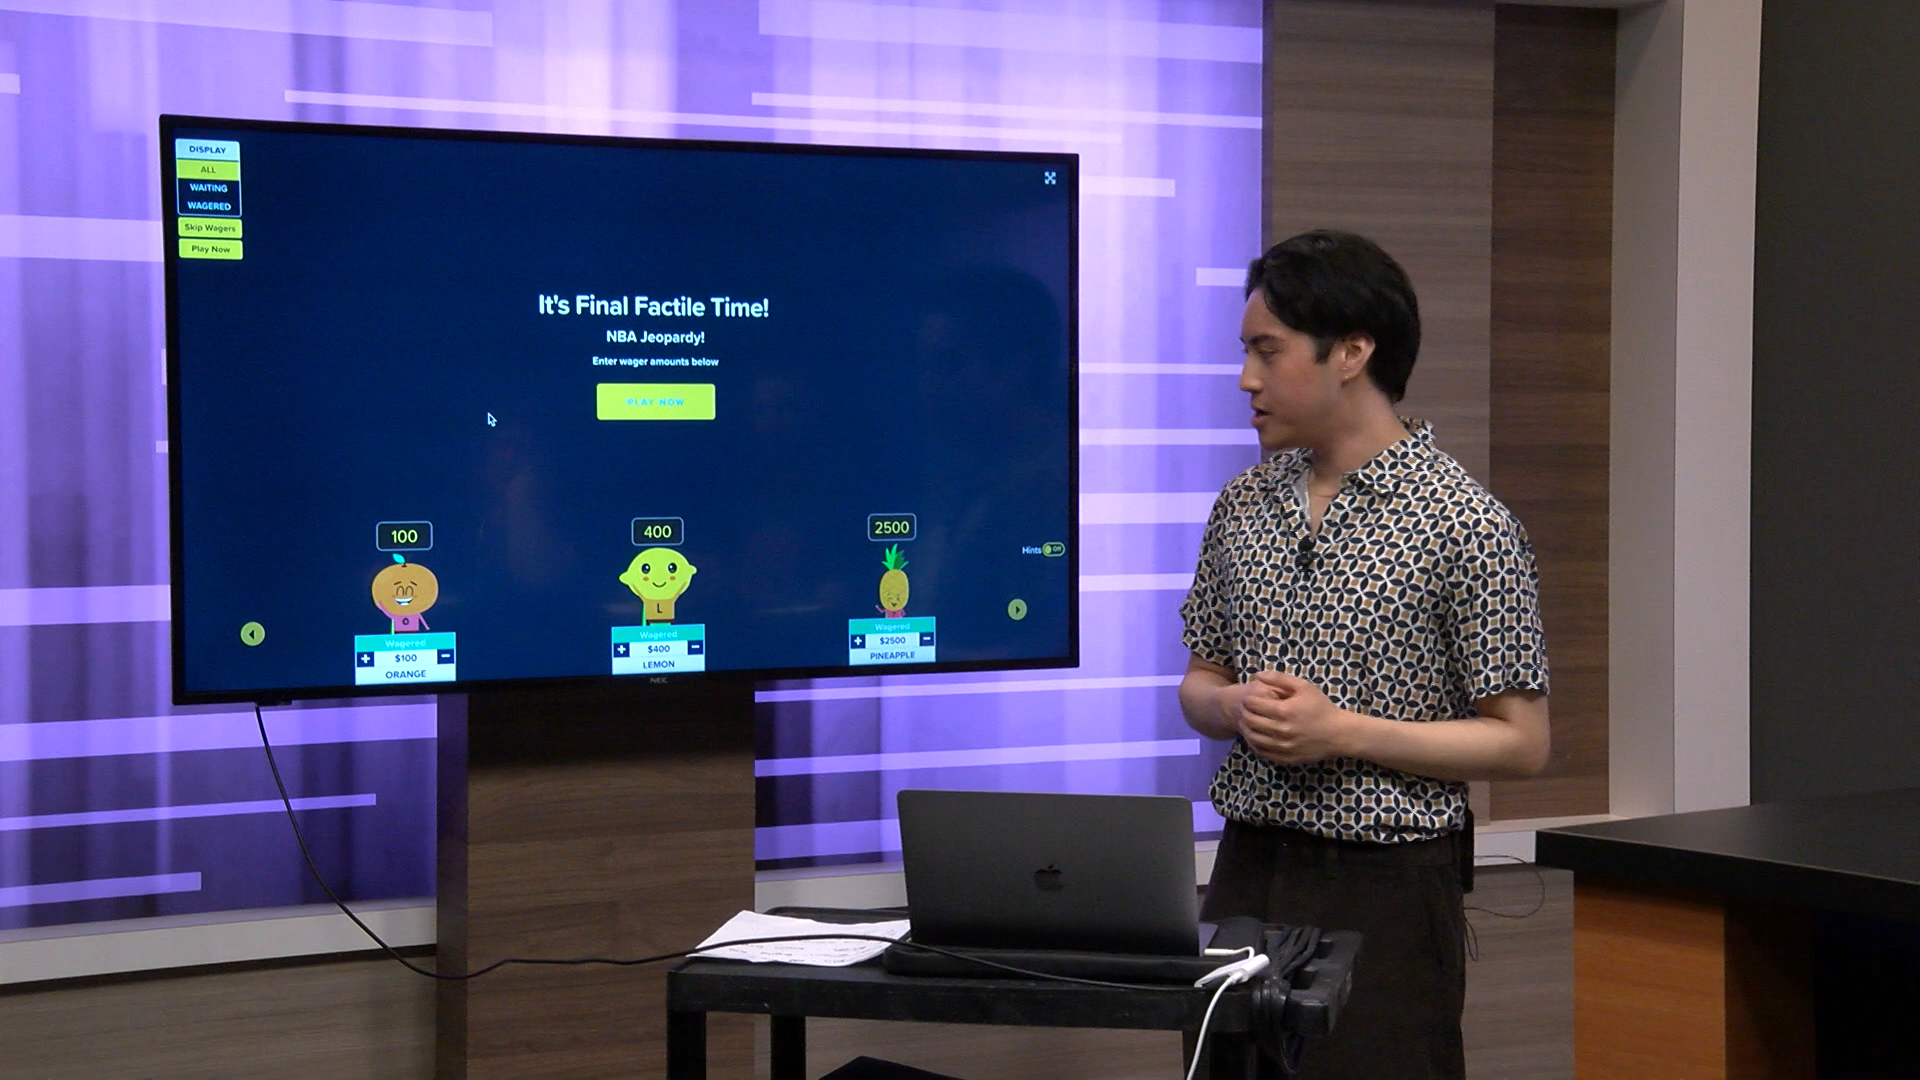 DISPLAY
ALL
WAITING
WAGERED
Skip Wagers
Play Now
It's Final Factile Time!
NBA Jeopardy!
Enter wager amounts below
PLAY NOW
100
400
2500
Hints Off
O
L
Wagered
+ $100 −
ORANGE
Wagered
+ $400 −
LEMON
Wagered
+ $2500 −
PINEAPPLE
NEC